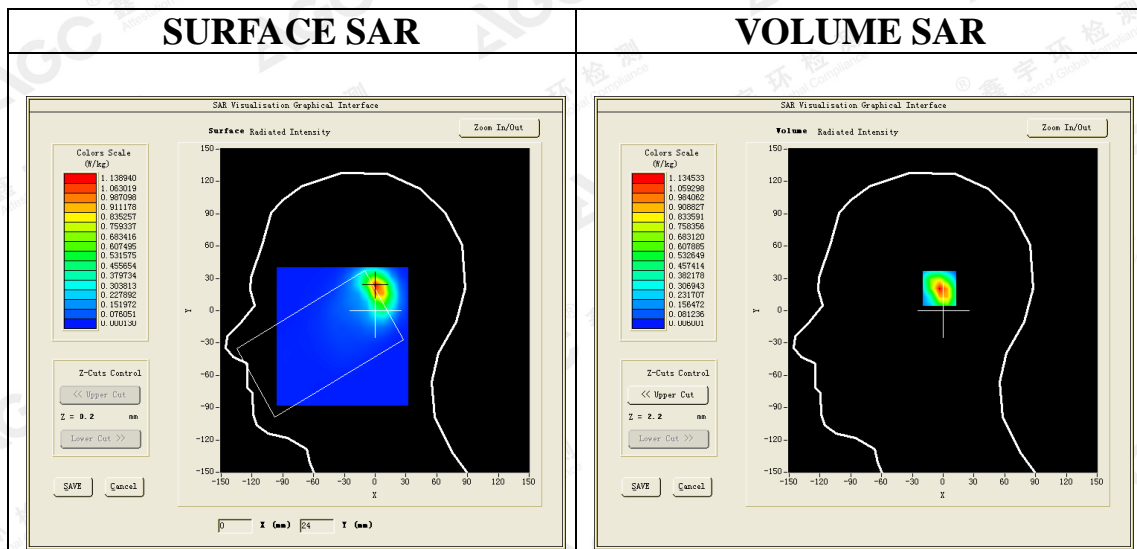 SURFACE SAR
VOLUME SAR
SAR Visualisation Graphical Interface
Surface Radiated Intensity
Zoom In/Out
Colors Scale
(W/kg)
1.138940
1.063019
0.987098
0.911178
0.835257
0.759337
0.683416
0.607495
0.531575
0.455654
0.379734
0.303813
0.227892
0.151972
0.076051
0.000130
150
120
90
60
30
0
-30
-60
-90
-120
-150
Y
-150 -120 -90 -60 -30 0 30 60 90 120 150
X
Z-Cuts Control
<< Upper Cut
Z = 0.2 mm
Lower Cut >>
SAVE
Cancel
0 X (mm) 24 Y (mm)
SAR Visualisation Graphical Interface
Volume Radiated Intensity
Zoom In/Out
Colors Scale
(W/kg)
1.134533
1.059298
0.984062
0.908827
0.833591
0.758356
0.683120
0.607885
0.532649
0.457414
0.382178
0.306943
0.231707
0.156472
0.081236
0.006001
150
120
90
60
30
0
-30
-60
-90
-120
-150
Y
-150 -120 -90 -60 -30 0 30 60 90 120 150
X
Z-Cuts Control
<< Upper Cut
Z = 2.2 mm
Lower Cut >>
SAVE
Cancel
AGC